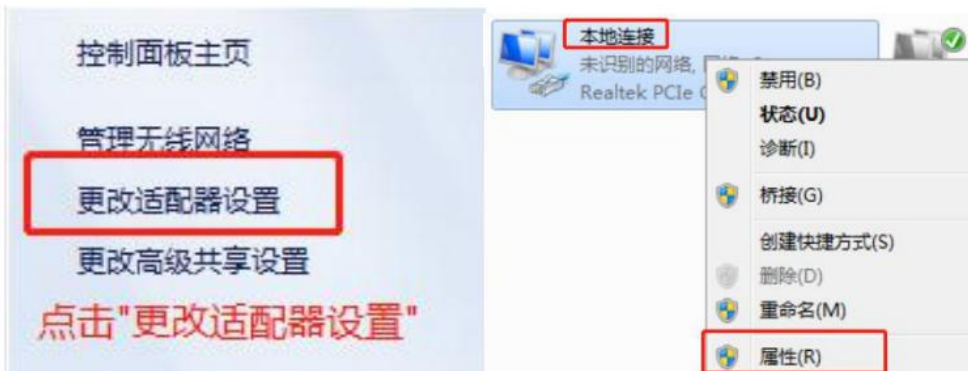 控制面板主页
管理无线网络
更改适配器设置
更改高级共享设置
点击"更改适配器设置"
本地连接
未识别的网络,
Realtek PCIe
禁用(B)
状态(U)
诊断(I)
桥接(G)
创建快捷方式(S)
删除(D)
重命名(M)
属性(R)